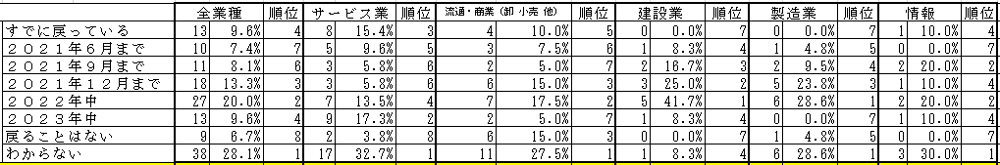 全業種 順位 サービス業 順位 流通・商業（卸 小売 他） 順位 建設業 順位 製造業 順位 情報 順位
すでに戻っている 13 9.6% 4 8 15.4% 3 4 10.0% 5 0 0.0% 7 0 0.0% 7 1 10.0% 4
２０２１年６月まで 10 7.4% 7 5 9.6% 5 3 7.5% 6 1 8.3% 4 1 4.8% 5 0 0.0% 7
２０２１年９月まで 11 8.1% 6 3 5.8% 6 2 5.0% 7 2 16.7% 3 2 9.5% 4 2 20.0% 2
２０２１年１２月まで 18 13.3% 3 3 5.8% 6 6 15.0% 3 3 25.0% 2 5 23.8% 3 1 10.0% 4
２０２２年中 27 20.0% 2 7 13.5% 4 7 17.5% 2 5 41.7% 1 6 28.6% 1 2 20.0% 2
２０２３年中 13 9.6% 4 9 17.3% 2 2 5.0% 7 1 8.3% 4 0 0.0% 7 1 10.0% 4
戻ることはない 9 6.7% 8 2 3.8% 8 6 15.0% 3 0 0.0% 7 1 4.8% 5 0 0.0% 7
わからない 38 28.1% 1 17 32.7% 1 11 27.5% 1 1 8.3% 4 6 28.6% 1 3 30.0% 1